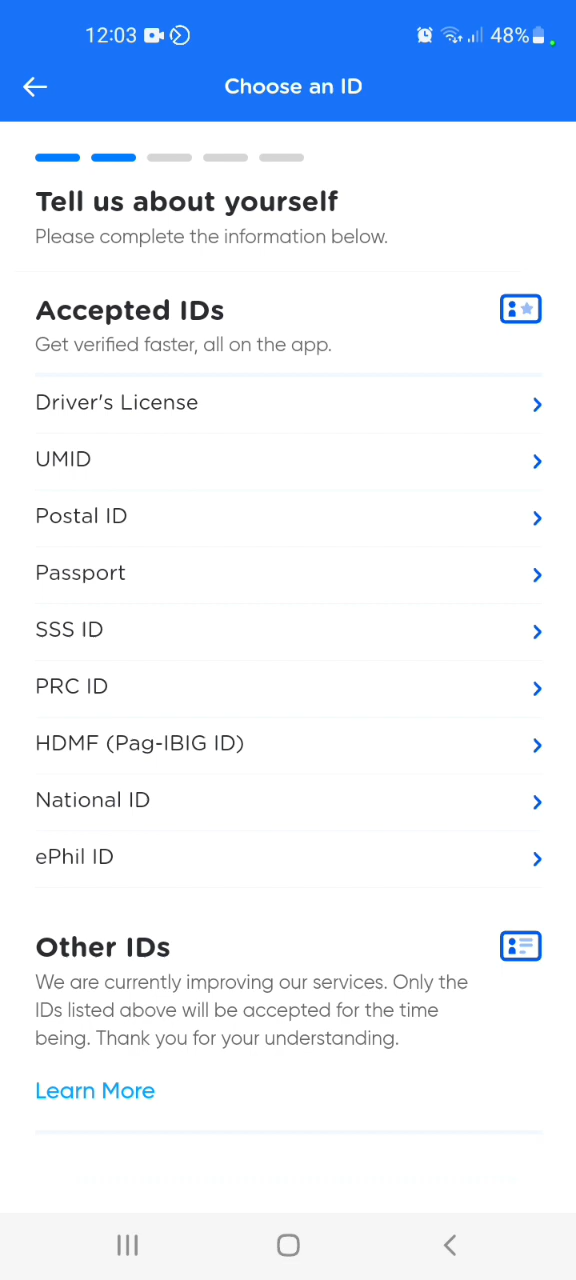 12:03
48%
Choose an ID
Tell us about yourself
Please complete the information below.
Accepted IDs
Get verified faster, all on the app.
Driver's License
UMID
Postal ID
Passport
SSS ID
PRC ID
HDMF (Pag-IBIG ID)
National ID
ePhil ID
Other IDs
We are currently improving our services. Only the
IDs listed above will be accepted for the time
being. Thank you for your understanding.
Learn More